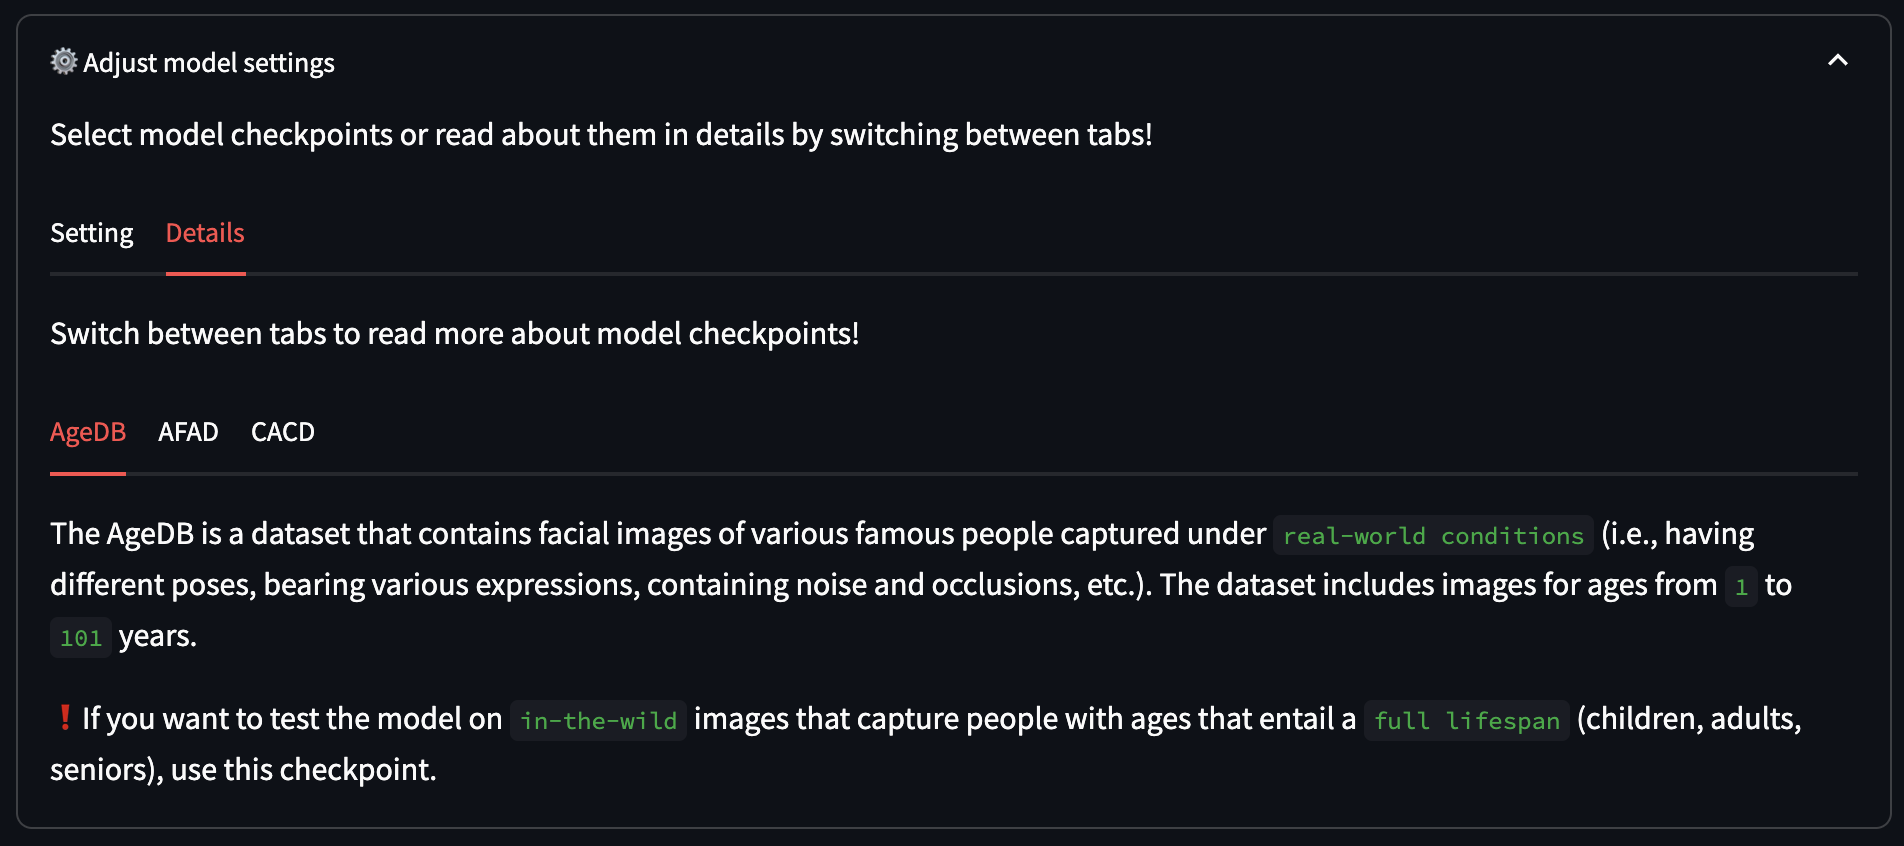 ⚙️ Adjust model settings
Select model checkpoints or read about them in details by switching between tabs!
Setting Details
Switch between tabs to read more about model checkpoints!
AgeDB AFAD CACD
The AgeDB is a dataset that contains facial images of various famous people captured under real-world conditions (i.e., having
different poses, bearing various expressions, containing noise and occlusions, etc.). The dataset includes images for ages from 1 to
101 years.
❗ If you want to test the model on in-the-wild images that capture people with ages that entail a full lifespan (children, adults,
seniors), use this checkpoint.